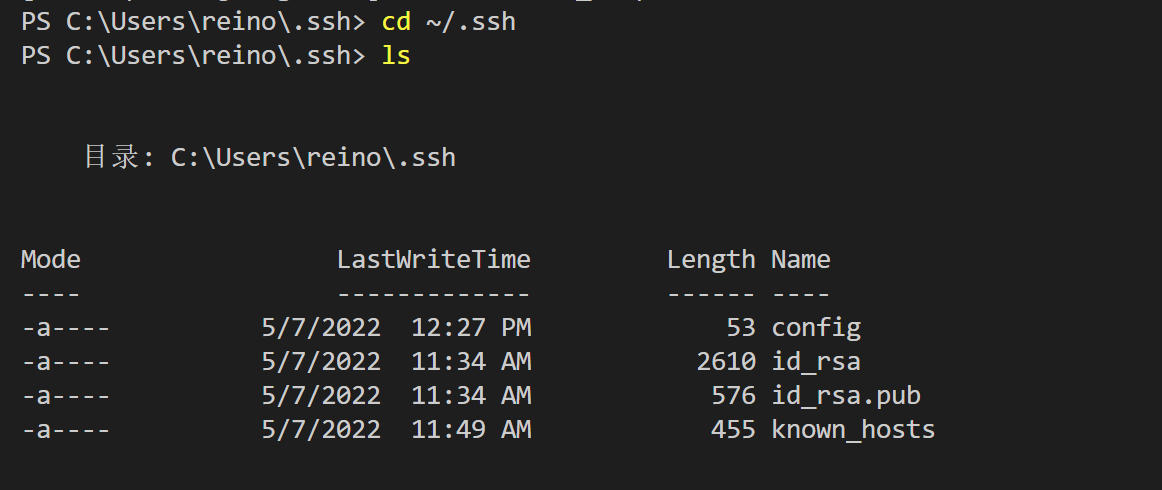 PS C:\Users\reino\.ssh> cd ~/.ssh
PS C:\Users\reino\.ssh> ls
目录: C:\Users\reino\.ssh
Mode LastWriteTime Length Name
---- ------------- ------ ----
-a---- 5/7/2022 12:27 PM 53 config
-a---- 5/7/2022 11:34 AM 2610 id_rsa
-a---- 5/7/2022 11:34 AM 576 id_rsa.pub
-a---- 5/7/2022 11:49 AM 455 known_hosts